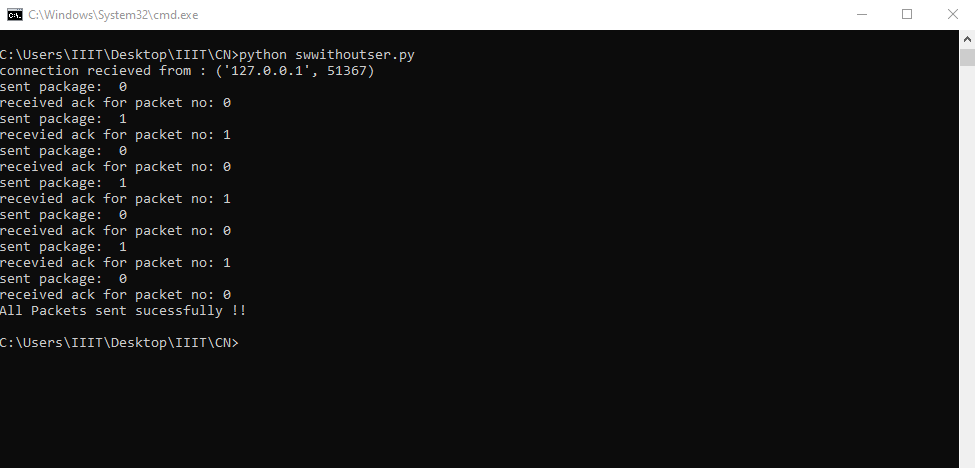 C:\Windows\System32\cmd.exe
C:\Users\IIIT\Desktop\IIIT\CN>python swwithoutser.py
connection recieved from : ('127.0.0.1', 51367)
sent package:  0
received ack for packet no: 0
sent package:  1
recevied ack for packet no: 1
sent package:  0
received ack for packet no: 0
sent package:  1
recevied ack for packet no: 1
sent package:  0
received ack for packet no: 0
sent package:  1
recevied ack for packet no: 1
sent package:  0
received ack for packet no: 0
All Packets sent sucessfully !!
C:\Users\IIIT\Desktop\IIIT\CN>